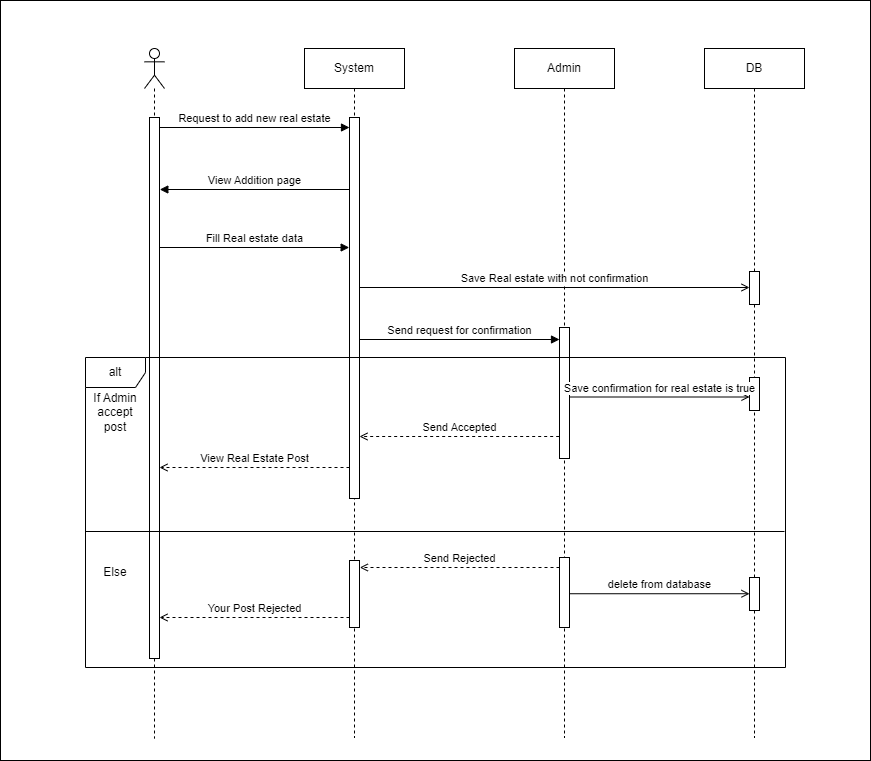 System
Admin
DB
Request to add new real estate
View Addition page
Fill Real estate data
Save Real estate with not confirmation
Send request for confirmation
alt
If Admin
accept
post
Save confirmation for real estate is true
Send Accepted
View Real Estate Post
Else
Send Rejected
delete from database
Your Post Rejected